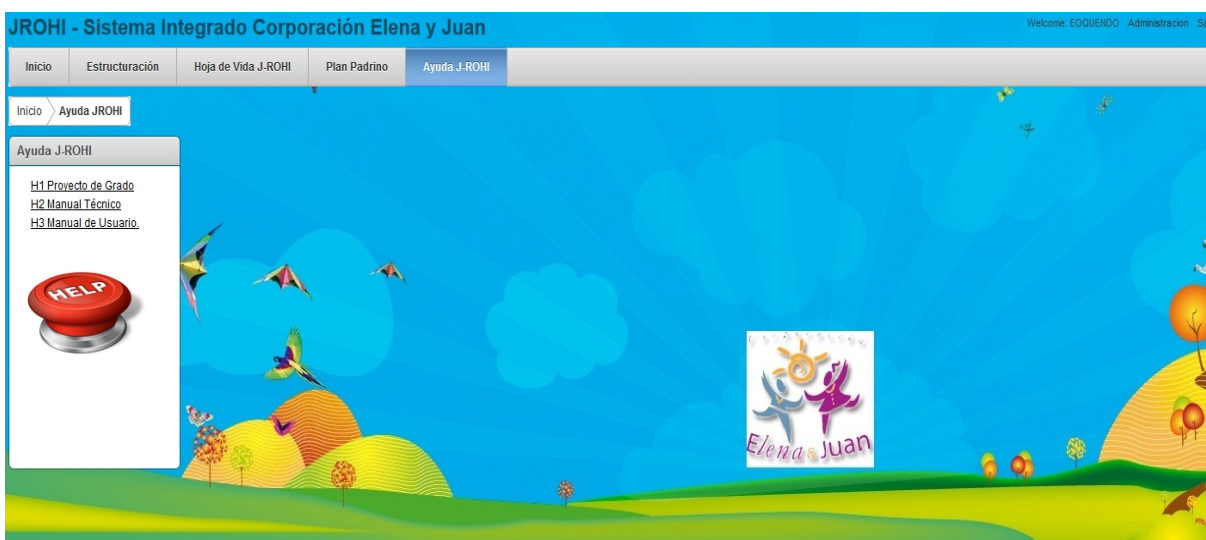 JROHI - Sistema Integrado Corporación Elena y Juan
Welcome: EOQUENDO Administracion
Inicio Estructuración Hoja de Vida J-ROHI Plan Padrino Ayuda J-ROHI
Inicio Ayuda JROHI
Ayuda J-ROHI
H1 Proyecto de Grado
H2 Manual Técnico
H3 Manual de Usuario.
HELP
Elena & Juan